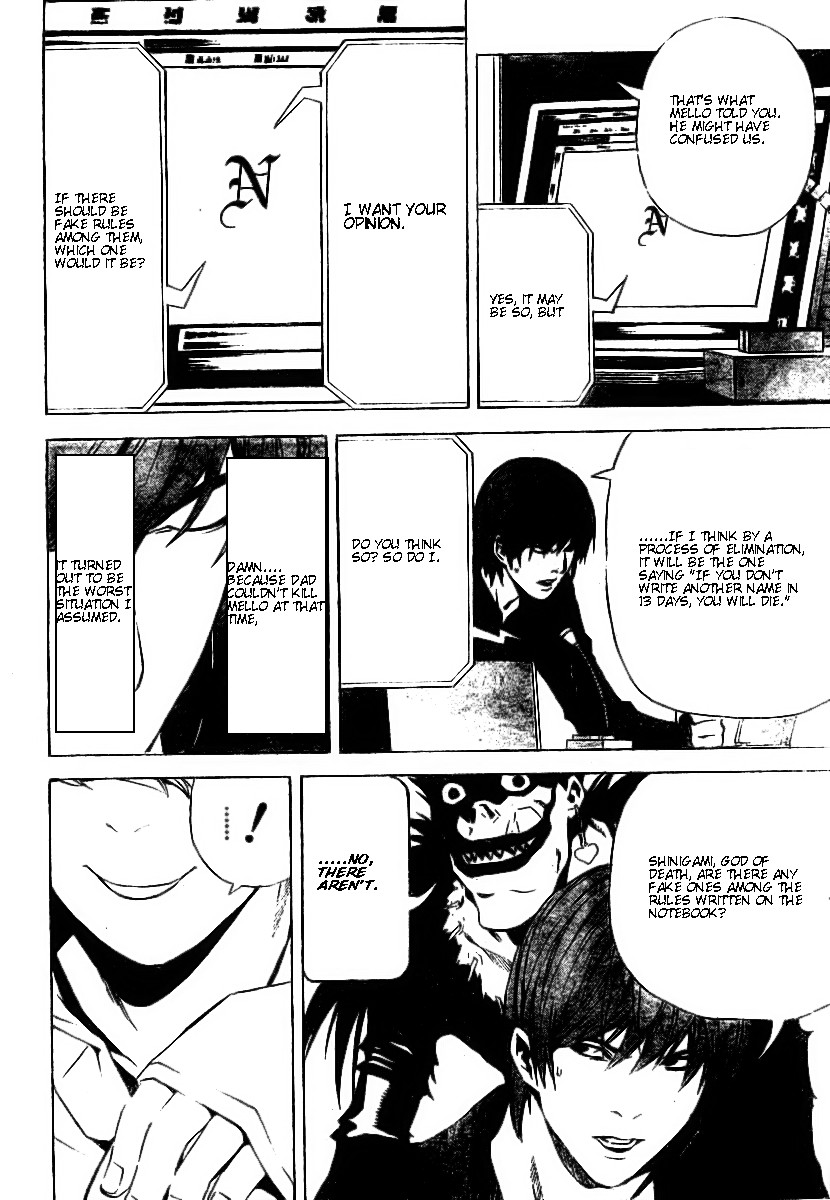 THAT'S WHAT
MELLO TOLD YOU.
HE MIGHT HAVE
CONFUSED US.
YES, IT MAY
BE SO, BUT
N
I WANT YOUR
OPINION.
N
IF THERE
SHOULD BE
FAKE RULES
AMONG THEM,
WHICH ONE
WOULD IT BE?
......IF I THINK BY A
PROCESS OF ELIMINATION,
IT WILL BE THE ONE
SAYING "IF YOU DON'T
WRITE ANOTHER NAME IN
13 DAYS, YOU WILL DIE."
DO YOU THINK
SO? SO DO I.
DAMN....
BECAUSE DAD
COULDN'T KILL
MELLO AT THAT
TIME,
IT TURNED
OUT TO BE
THE WORST
SITUATION I
ASSUMED.
SHINIGAMI, GOD OF
DEATH, ARE THERE ANY
FAKE ONES AMONG THE
RULES WRITTEN ON THE
NOTEBOOK?
.....NO,
THERE
AREN'T.
......!